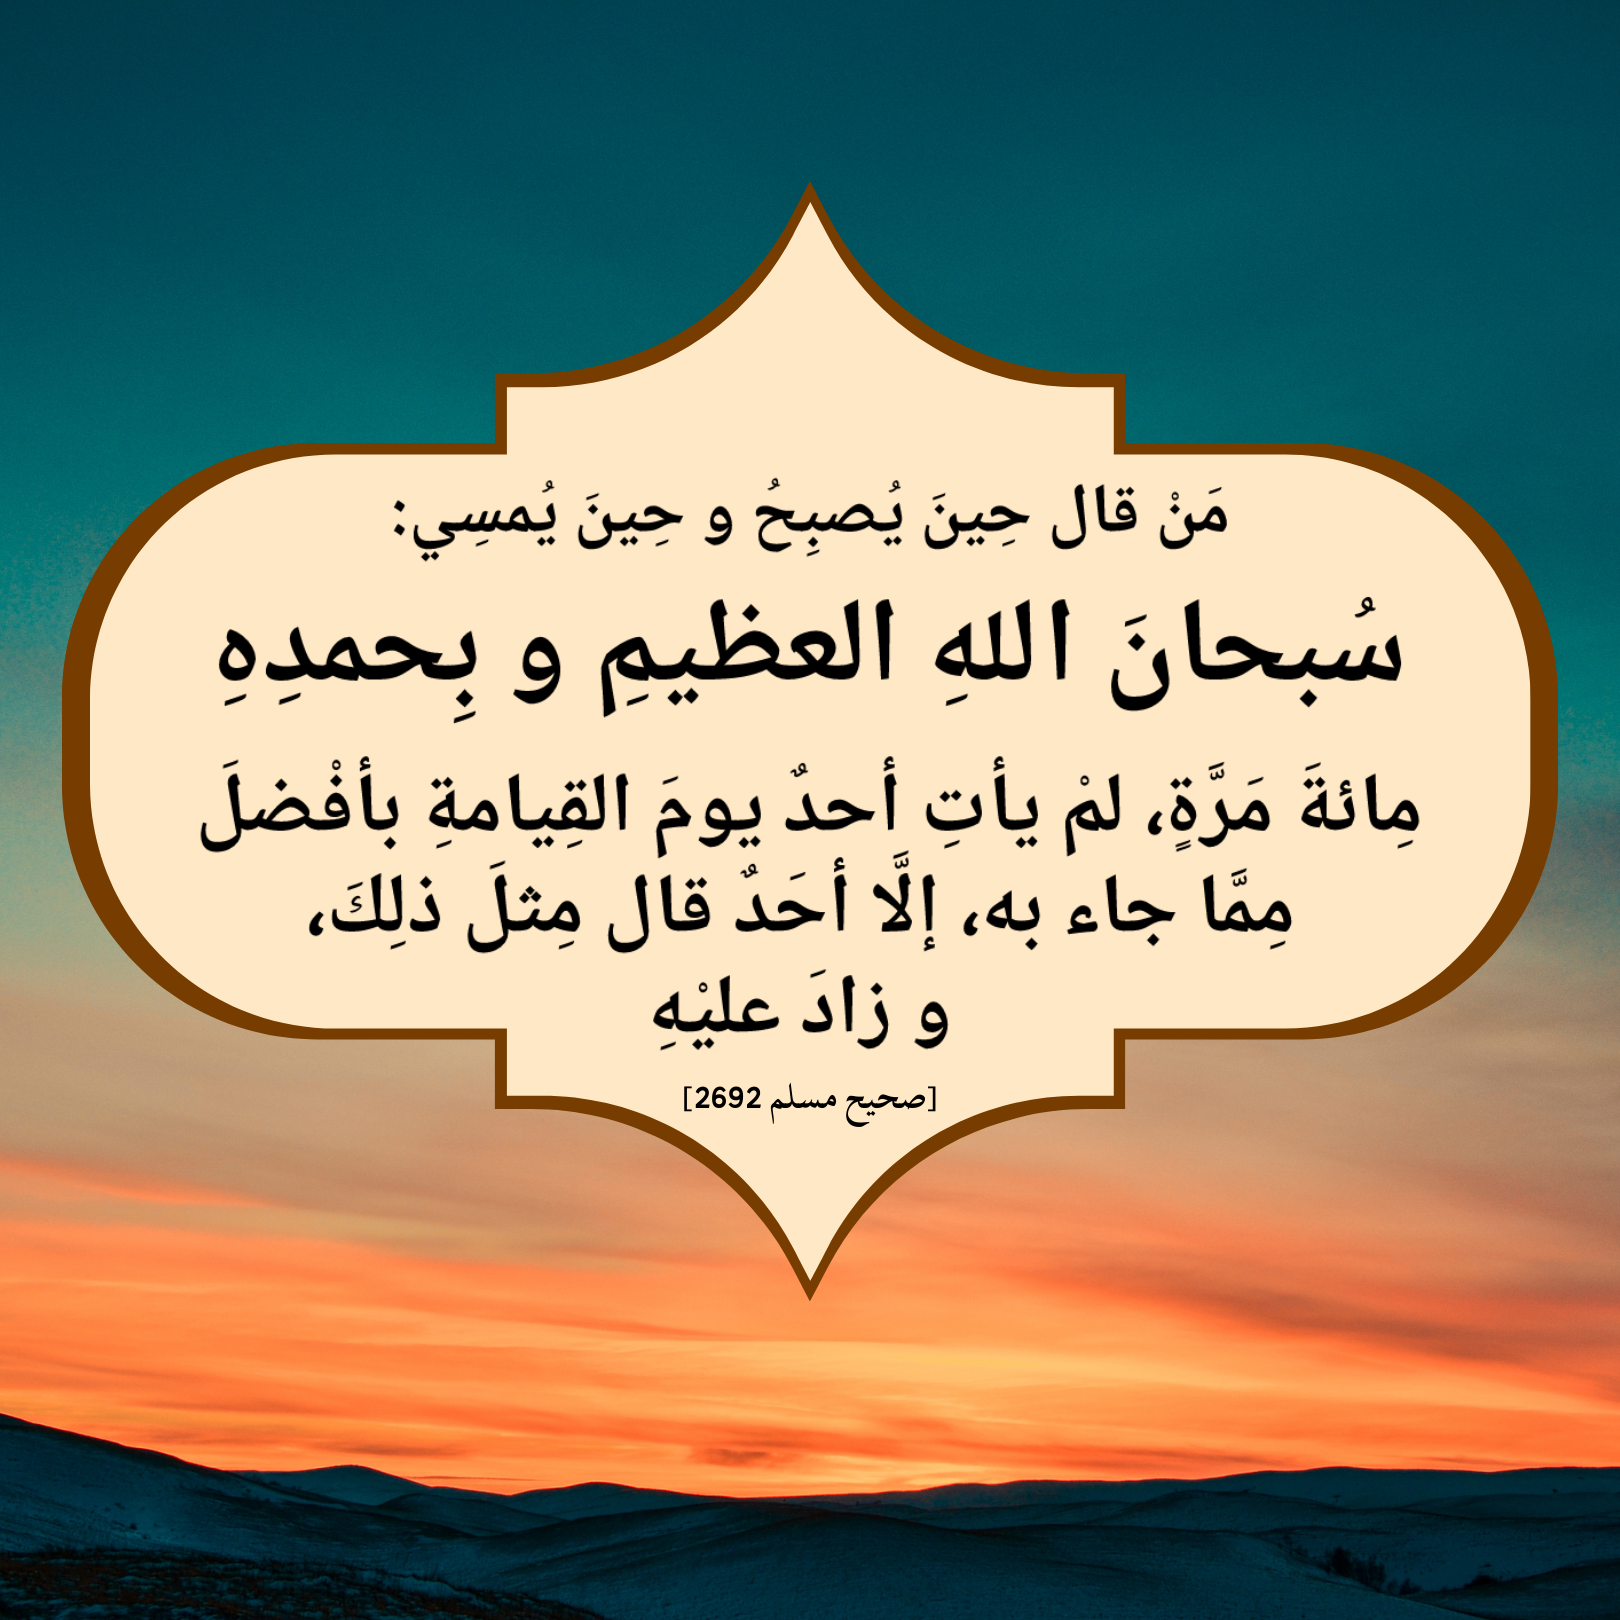 مَنْ قال حِينَ يُصبِحُ و حِينَ يُمسِي:
سُبحانَ اللهِ العظيمِ و بِحمدِهِ
مِائةَ مَرَّةٍ، لمْ يأتِ أحدٌ يومَ القِيامةِ بأفْضلَ
مِمَّا جاء به، إلَّا أحَدٌ قال مِثلَ ذلِكَ،
و زادَ عليْهِ
[صحيح مسلم 2692]